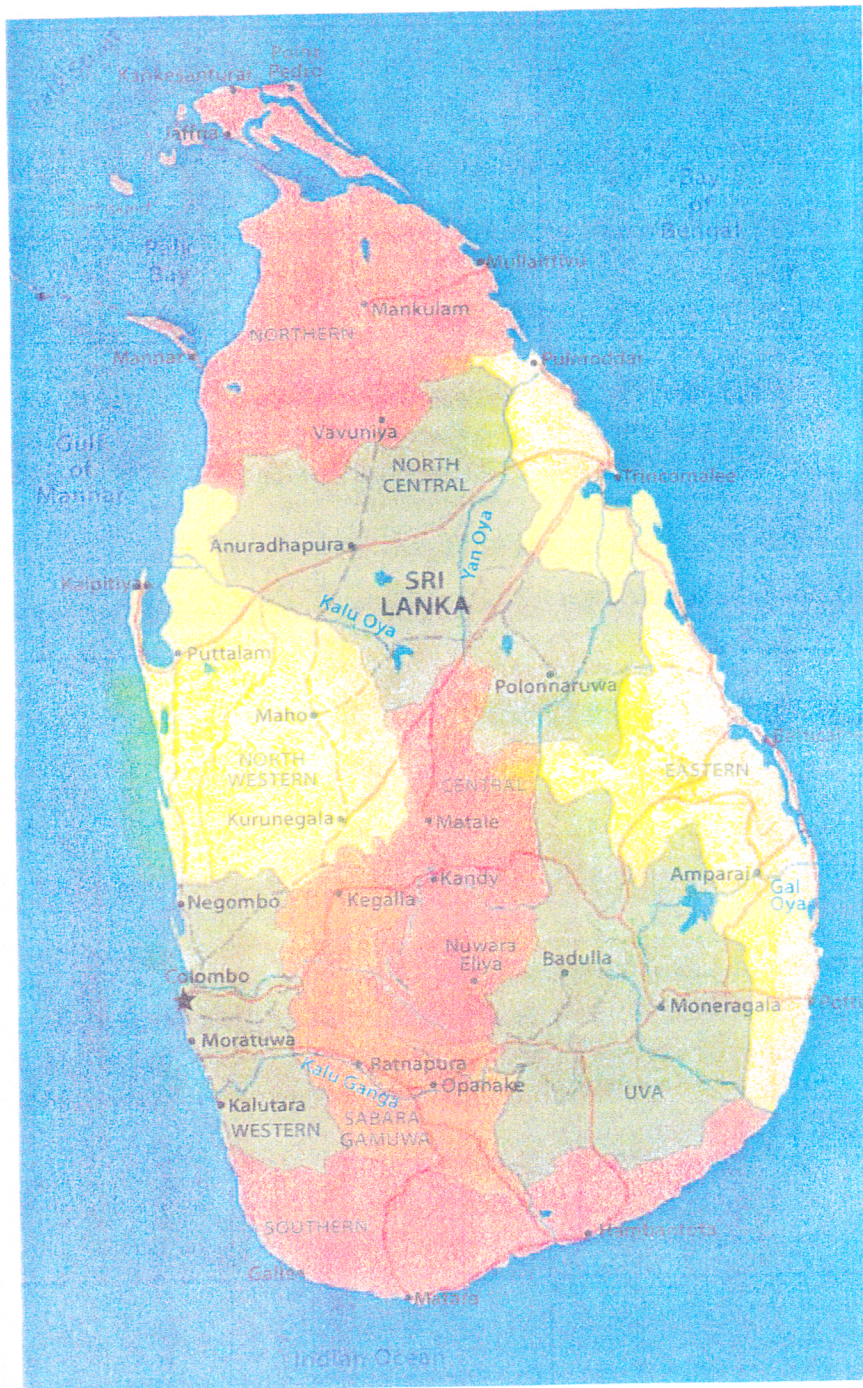 Point
Kankesanturai Pedro
Jaffna
Bay
of
Bengal
Palk
Bay
Mullaittivu
Mankulam
NORTHERN
Mannar
Pulmoddai
Vavuniya
Gulf
of
Mannar
NORTH
CENTRAL
Trincomalee
Anuradhapura
Yan Oya
SRI
LANKA
Kalpitiya
Kalu Oya
Puttalam
Polonnaruwa
Maho
NORTH
WESTERN
EASTERN
CENTRAL
Kurunegala
Matale
Kandy
Amparai
Gal
Oya
Negombo
Kegalla
Nuwara
Eliya
Badulla
Colombo
Moneragala
Moratuwa
Ratnapura
Kalu Ganga
Opanake
UVA
Kalutara
WESTERN
SABARA
GAMUWA
SOUTHERN
Hambantota
Galle
Matara
Indian Ocean